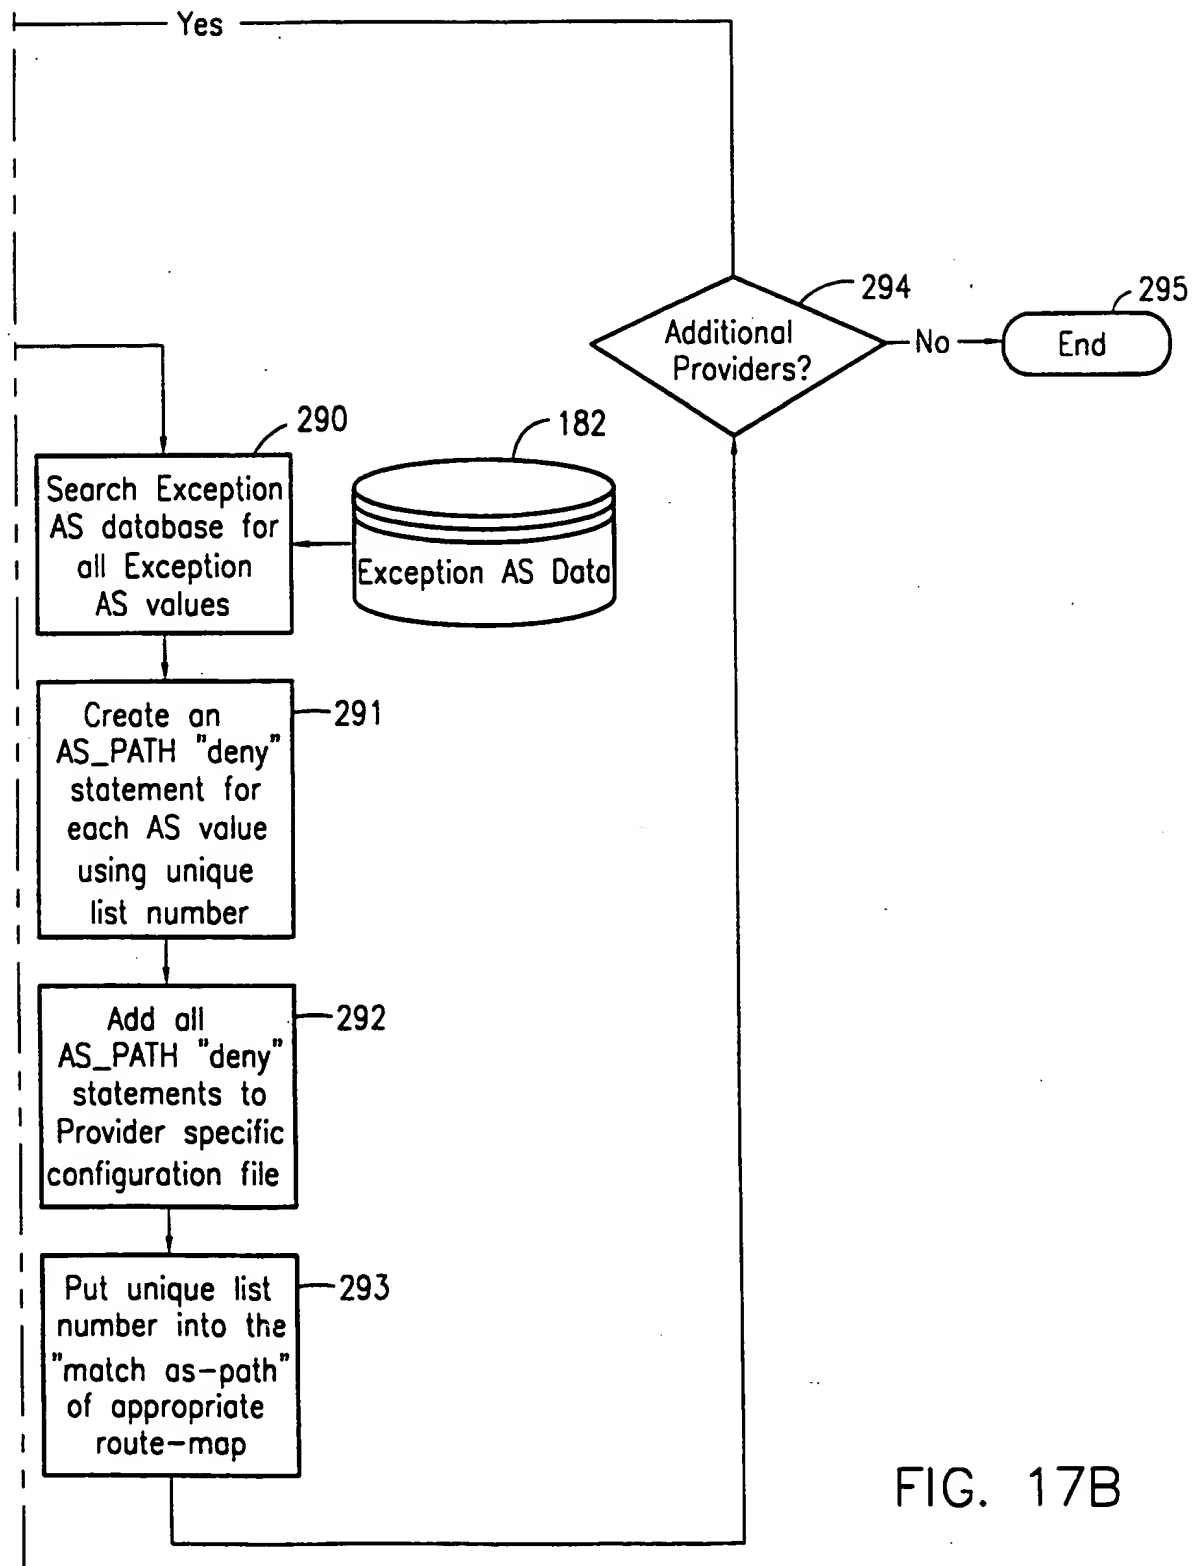 Yes
294
295
Additional
Providers?
No
End
290
182
Search Exception
AS database for
all Exception
AS values
Exception AS Data
291
Create an
AS_PATH "deny"
statement for
each AS value
using unique
list number
292
Add all
AS_PATH "deny"
statements to
Provider specific
configuration file
293
Put unique list
number into the
"match as-path"
of appropriate
route-map
FIG. 17B